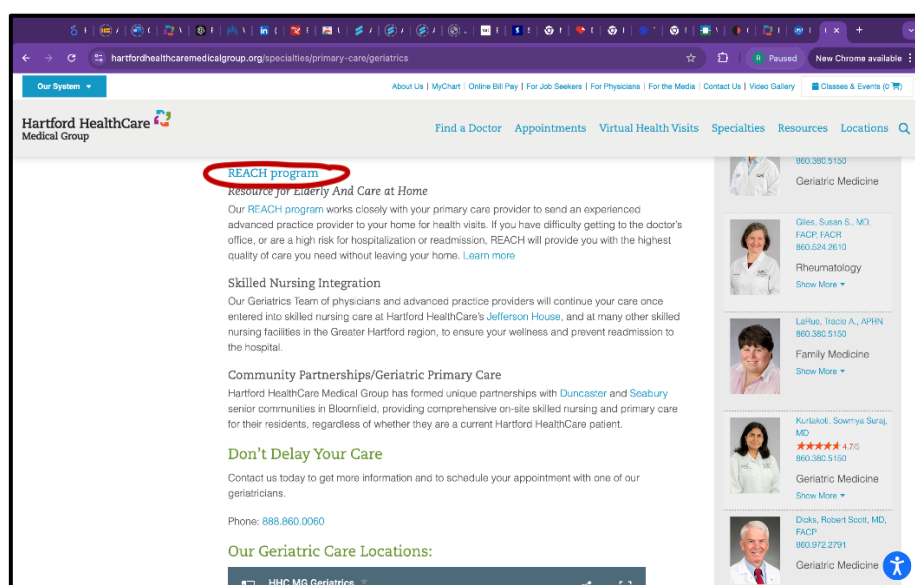 hartfordhealthcaremedicalgroup.org/specialties/primary-care/geriatrics
Paused
New Chrome available
Our System
About Us | MyChart | Online Bill Pay | For Job Seekers | For Physicians | For the Media | Contact Us | Video Gallery
Classes & Events (0)
Hartford HealthCare
Medical Group
Find a Doctor Appointments Virtual Health Visits Specialties Resources Locations
REACH program
Resource for Elderly And Care at Home
Our REACH program works closely with your primary care provider to send an experienced
advanced practice provider to your home for health visits. If you have difficulty getting to the doctor's
office, or are a high risk for hospitalization or readmission, REACH will provide you with the highest
quality of care you need without leaving your home. Learn more
Skilled Nursing Integration
Our Geriatrics Team of physicians and advanced practice providers will continue your care once
entered into skilled nursing care at Hartford HealthCare's Jefferson House, and at many other skilled
nursing facilities in the Greater Hartford region, to ensure your wellness and prevent readmission to
the hospital.
Community Partnerships/Geriatric Primary Care
Hartford HealthCare Medical Group has formed unique partnerships with Duncaster and Seabury
senior communities in Bloomfield, providing comprehensive on-site skilled nursing and primary care
for their residents, regardless of whether they are a current Hartford HealthCare patient.
Don't Delay Your Care
Contact us today to get more information and to schedule your appointment with one of our
geriatricians.
Phone: 888.860.0060
Our Geriatric Care Locations:
HHC MG Geriatrics
860.380.5150
Geriatric Medicine
Giles, Susan S., MD,
FACP, FACR
860.524.2610
Rheumatology
Show More
LaRue, Tracie A., APRN
860.380.5150
Family Medicine
Show More
Kurtakoti, Sowmya Suraj,
MD
4.7/5
860.380.5150
Geriatric Medicine
Show More
Dicks, Robert Scott, MD,
FACP
860.972.2791
Geriatric Medicine